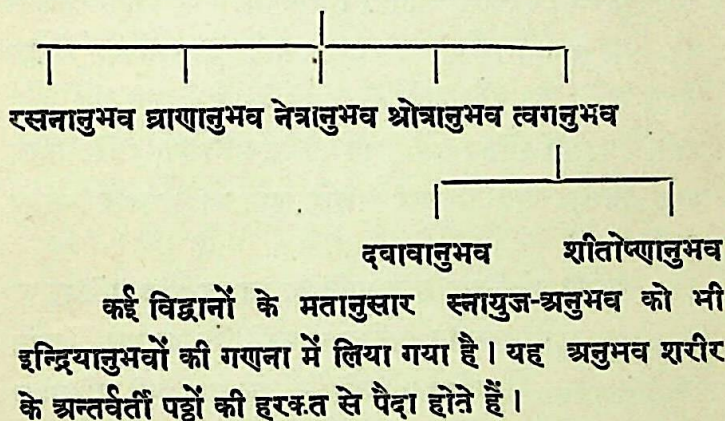 रसनानुभव घ्राणानुभव नेत्रानुभव श्रोत्रानुभव त्वगनुभव
दवावानुभव शीतोष्णानुभव
कई विद्वानों के मतानुसार स्नायुज-अनुभव को भी
इन्द्रियानुभवों की गणना में लिया गया है। यह अनुभव शरीर
के अन्तर्वर्ती पट्ठों की हरकत से पैदा होते हैं।